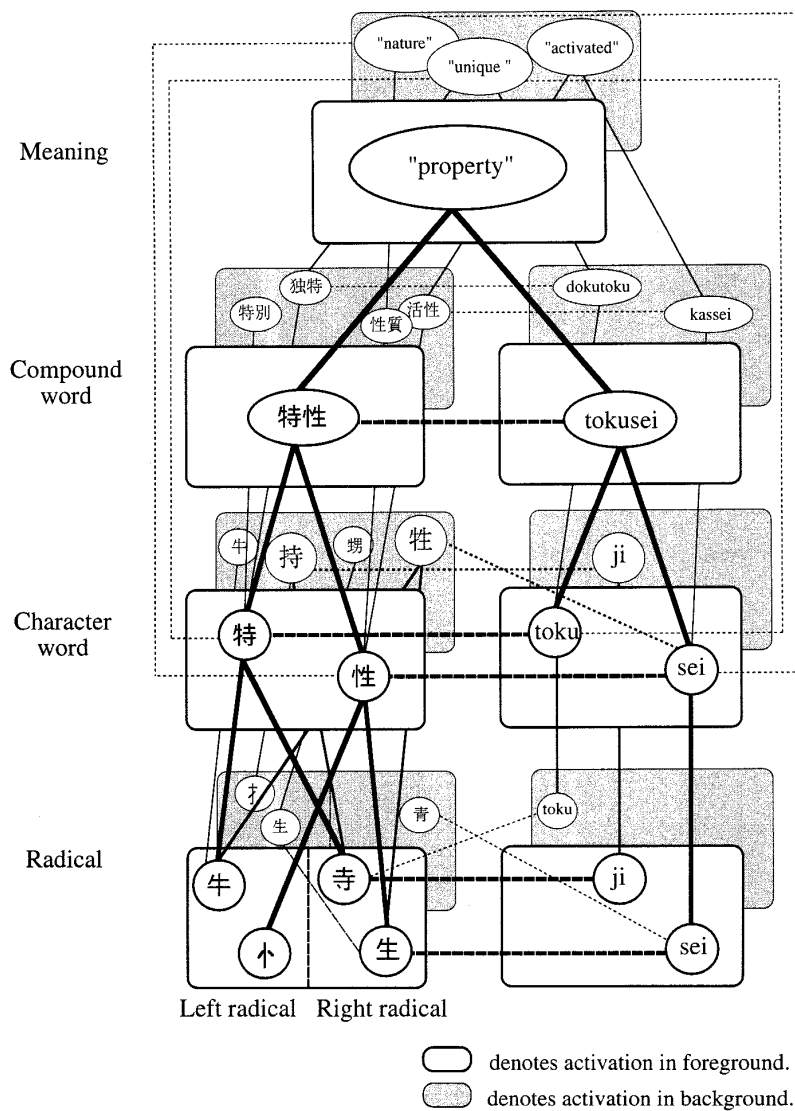 "nature"
"unique "
"activated"
Meaning
"property"
独特
dokutoku
特別
性質
活性
kassei
Compound
word
特性
tokusei
牛
持
甥
牲
ji
Character
word
特
toku
性
sei
扌
生
青
toku
Radical
牛
寺
ji
忄
生
sei
Left radical
Right radical
denotes activation in foreground.
denotes activation in background.